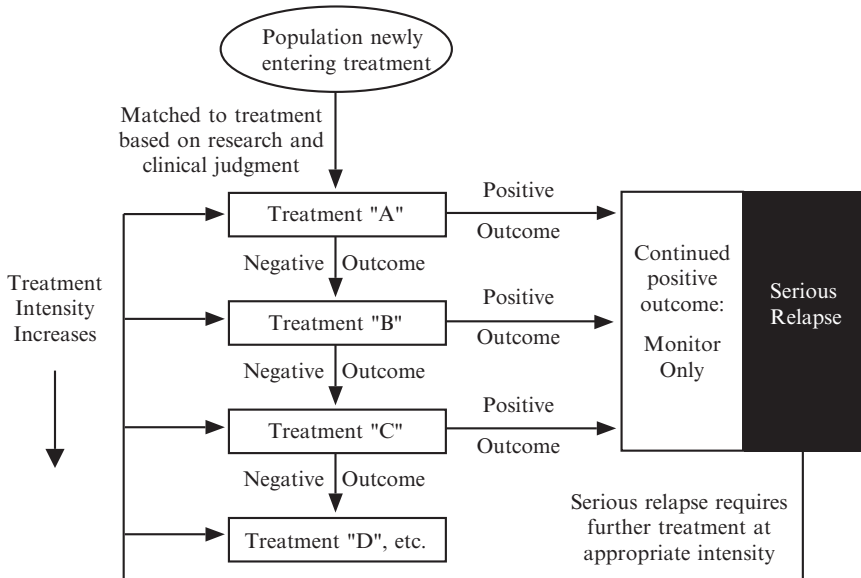 Population newly
entering treatment
Matched to treatment
based on research and
clinical judgment
Treatment "A"
Positive
Outcome
Negative Outcome
Treatment "B"
Positive
Outcome
Negative Outcome
Treatment "C"
Positive
Outcome
Negative Outcome
Treatment "D", etc.
Treatment
Intensity
Increases
Continued
positive
outcome:
Monitor
Only
Serious
Relapse
Serious relapse requires
further treatment at
appropriate intensity